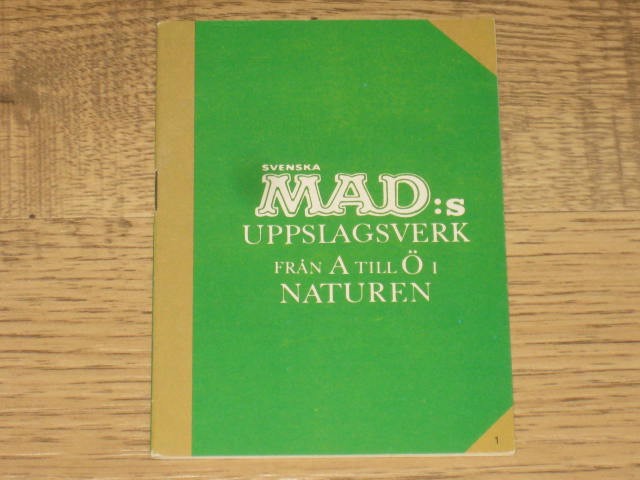 SVENSKA
MAD:s
UPPSLAGSVERK
FRÅN A TILL Ö I
NATUREN
1